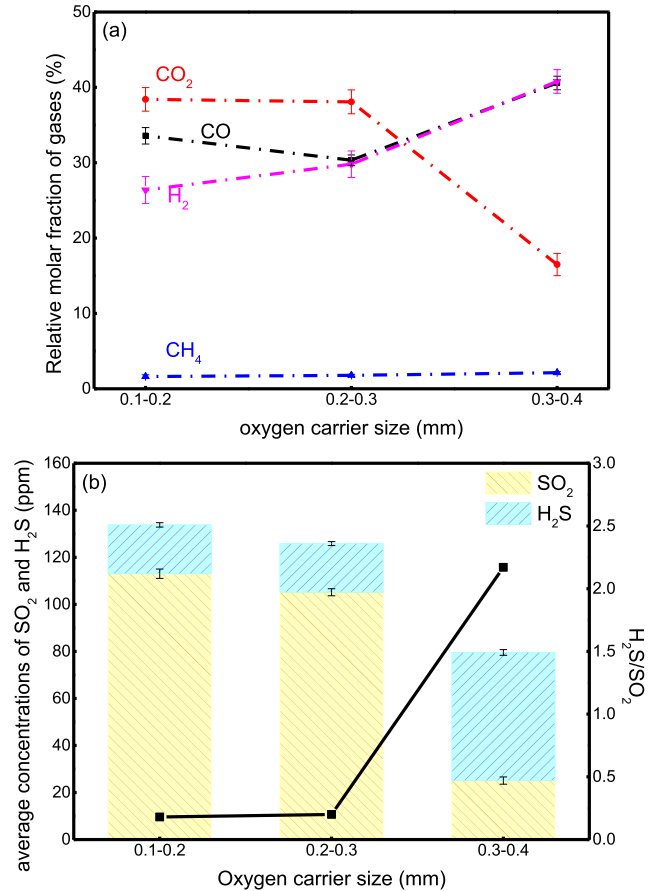 (a)
50
40
30
20
10
0
Relative molar fraction of gases (%)
CO2
CO
H2
CH4
0.1-0.2 0.2-0.3 0.3-0.4
oxygen carrier size (mm)
(b)
160
140
120
100
80
60
40
20
0
average concentrations of SO2 and H2S (ppm)
SO2
H2S
3.0
2.5
2.0
1.5
1.0
0.5
0.0
H2S/SO2
0.1-0.2 0.2-0.3 0.3-0.4
Oxygen carrier size (mm)